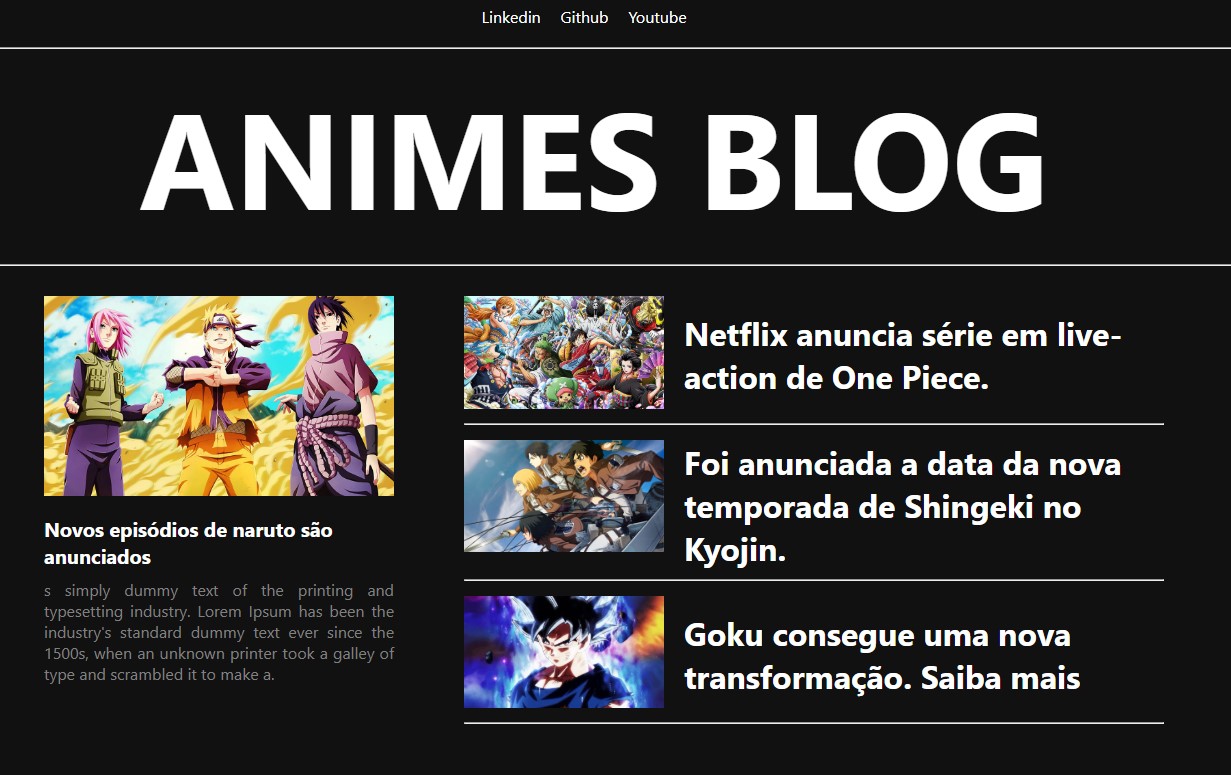 Linkedin Github Youtube
ANIMES BLOG
Novos episódios de naruto são
anunciados
s simply dummy text of the printing and
typesetting industry. Lorem Ipsum has been the
industry's standard dummy text ever since the
1500s, when an unknown printer took a galley of
type and scrambled it to make a.
Netflix anuncia série em live-
action de One Piece.
Foi anunciada a data da nova
temporada de Shingeki no
Kyojin.
Goku consegue uma nova
transformação. Saiba mais